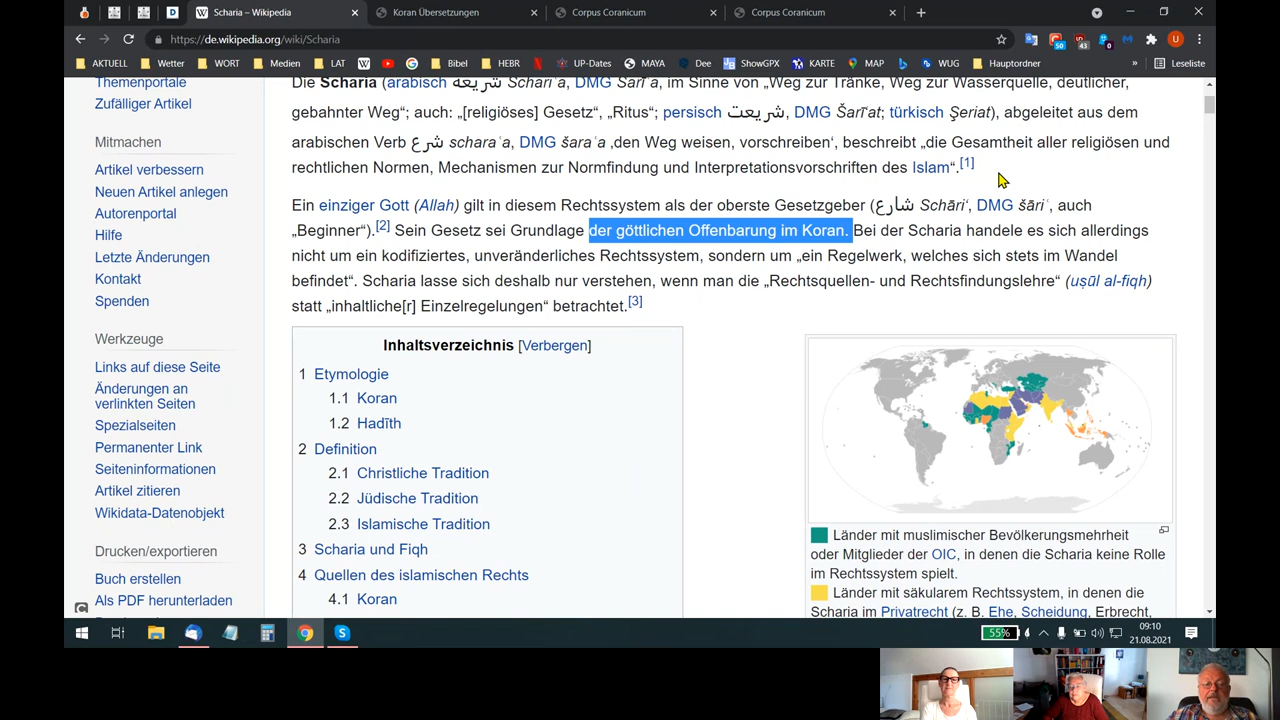 Scharia – Wikipedia
Koran Übersetzungen
Corpus Coranicum
Corpus Coranicum
https://de.wikipedia.org/wiki/Scharia
50
43
0
U
AKTUELL Wetter WORT Medien LAT Bibel HEBR UP-Dates MAYA Dee ShowGPX KARTE MAP WUG Hauptordner » Leseliste
Themenportale
Zufälliger Artikel
Mitmachen
Artikel verbessern
Neuen Artikel anlegen
Autorenportal
Hilfe
Letzte Änderungen
Kontakt
Spenden
Werkzeuge
Links auf diese Seite
Änderungen an
verlinkten Seiten
Spezialseiten
Permanenter Link
Seiteninformationen
Artikel zitieren
Wikidata-Datenobjekt
Drucken/exportieren
Buch erstellen
Als PDF herunterladen
Die Scharia (arabisch شريعة Scharīʿa, DMG Šarīʿa, im Sinne von „Weg zur Tränke, Weg zur Wasserquelle, deutlicher,
gebahnter Weg“; auch: „[religiöses] Gesetz“, „Ritus“; persisch شريعت, DMG Šarīʿat; türkisch Şeriat), abgeleitet aus dem
arabischen Verb شرع scharaʿa, DMG šaraʿa ‚den Weg weisen, vorschreiben‘, beschreibt „die Gesamtheit aller religiösen und
rechtlichen Normen, Mechanismen zur Normfindung und Interpretationsvorschriften des Islam“.[1]
Ein einziger Gott (Allah) gilt in diesem Rechtssystem als der oberste Gesetzgeber (شارع Schāriʿ, DMG šāriʿ, auch
„Beginner“).[2] Sein Gesetz sei Grundlage der göttlichen Offenbarung im Koran. Bei der Scharia handele es sich allerdings
nicht um ein kodifiziertes, unveränderliches Rechtssystem, sondern um „ein Regelwerk, welches sich stets im Wandel
befindet“. Scharia lasse sich deshalb nur verstehen, wenn man die „Rechtsquellen- und Rechtsfindungslehre“ (uṣūl al-fiqh)
statt „inhaltliche[r] Einzelregelungen“ betrachtet.[3]
Inhaltsverzeichnis [Verbergen]
1 Etymologie
1.1 Koran
1.2 Hadīth
2 Definition
2.1 Christliche Tradition
2.2 Jüdische Tradition
2.3 Islamische Tradition
3 Scharia und Fiqh
4 Quellen des islamischen Rechts
4.1 Koran
Länder mit muslimischer Bevölkerungsmehrheit
oder Mitglieder der OIC, in denen die Scharia keine Rolle
im Rechtssystem spielt.
Länder mit säkularem Rechtssystem, in denen die
Scharia im Privatrecht (z. B. Ehe, Scheidung, Erbrecht,
55%
09:10
21.08.2021